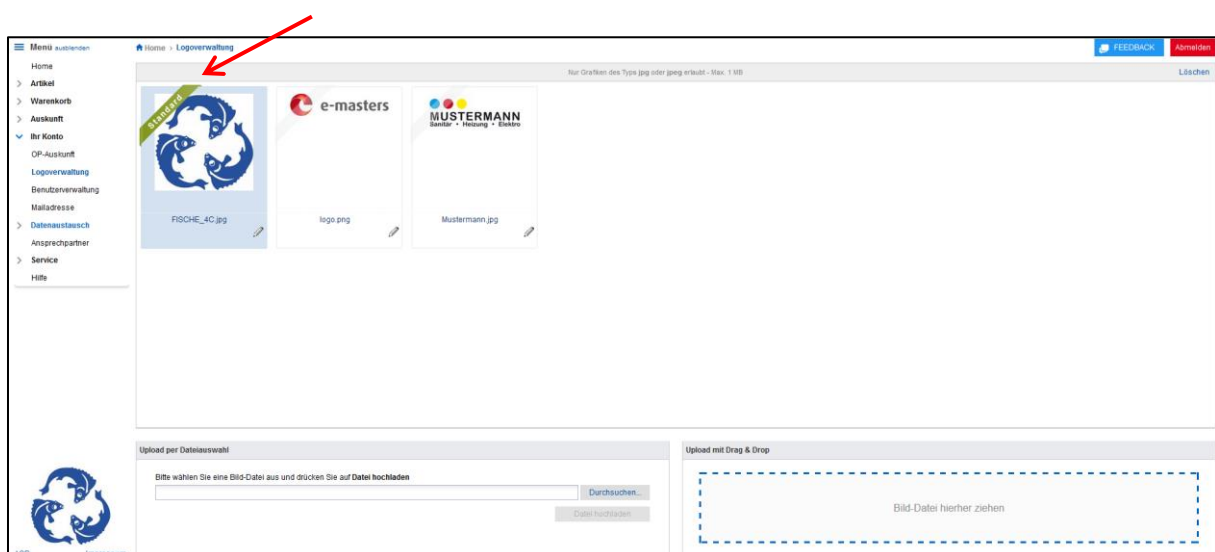 Menü ausblenden
Home › Logoverwaltung
FEEDBACK
Abmelden
Home
Artikel
Warenkorb
Auskunft
Ihr Konto
OP-Auskunft
Logoverwaltung
Benutzerverwaltung
Mailadresse
Datenaustausch
Ansprechpartner
Service
Hilfe
Nur Grafiken des Typs jpg oder jpeg erlaubt - Max. 1 MB
Löschen
Standard
FISCHE_4C.jpg
e-masters
logo.png
MUSTERMANN
Sanitär • Heizung • Elektro
Mustermann.jpg
Upload per Dateiauswahl
Bitte wählen Sie eine Bild-Datei aus und drücken Sie auf Datei hochladen
Durchsuchen...
Datei hochladen
Upload mit Drag & Drop
Bild-Datei hierher ziehen